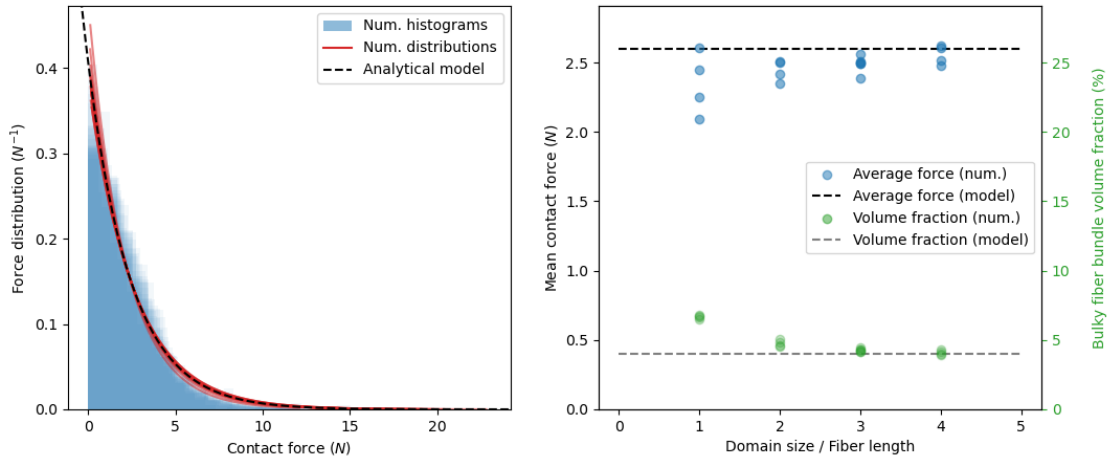 Num. histograms
Num. distributions
Analytical model
Force distribution (N⁻¹)
0.4
0.3
0.2
0.1
0.0
0 5 10 15 20
Contact force (N)
Mean contact force (N)
2.5
2.0
1.5
1.0
0.5
0.0
Average force (num.)
Average force (model)
Volume fraction (num.)
Volume fraction (model)
25
20
15
10
5
0
Bulky fiber bundle volume fraction (%)
0 1 2 3 4 5
Domain size / Fiber length